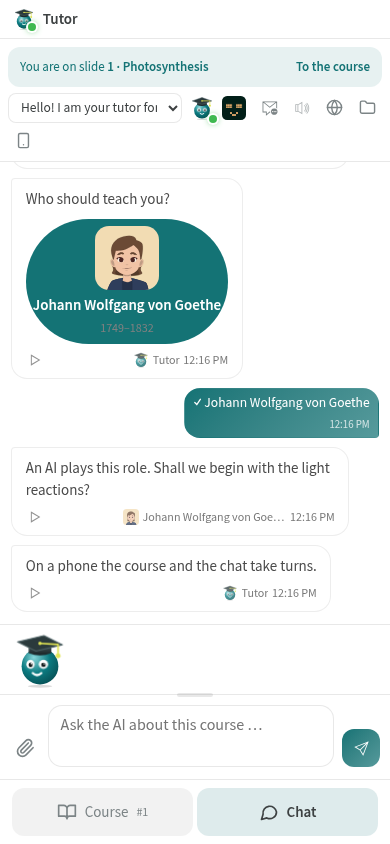 Tutor
You are on slide 1 · Photosynthesis
To the course
Hello! I am your tutor for
Who should teach you?
Johann Wolfgang von Goethe
1749–1832
Tutor 12:16 PM
✓ Johann Wolfgang von Goethe
12:16 PM
An AI plays this role. Shall we begin with the light
reactions?
Johann Wolfgang von Goe… 12:16 PM
On a phone the course and the chat take turns.
Tutor 12:16 PM
Ask the AI about this course …
Course #1
Chat